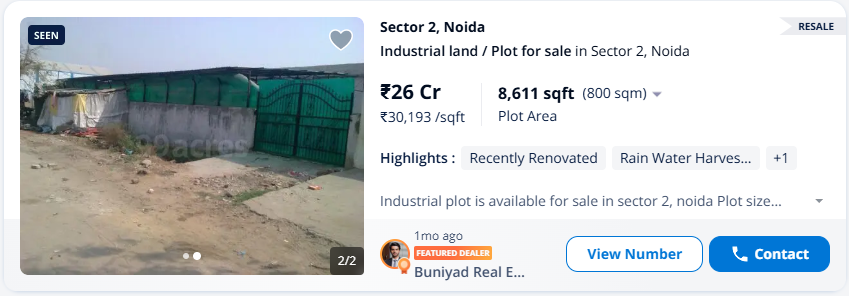 SEEN
99acres
2/2
Sector 2, Noida
RESALE
Industrial land / Plot for sale in Sector 2, Noida
₹26 Cr
₹30,193 /sqft
8,611 sqft (800 sqm)
Plot Area
Highlights : Recently Renovated Rain Water Harves... +1
Industrial plot is available for sale in sector 2, noida Plot size...
1mo ago
FEATURED DEALER
Buniyad Real E...
View Number
Contact